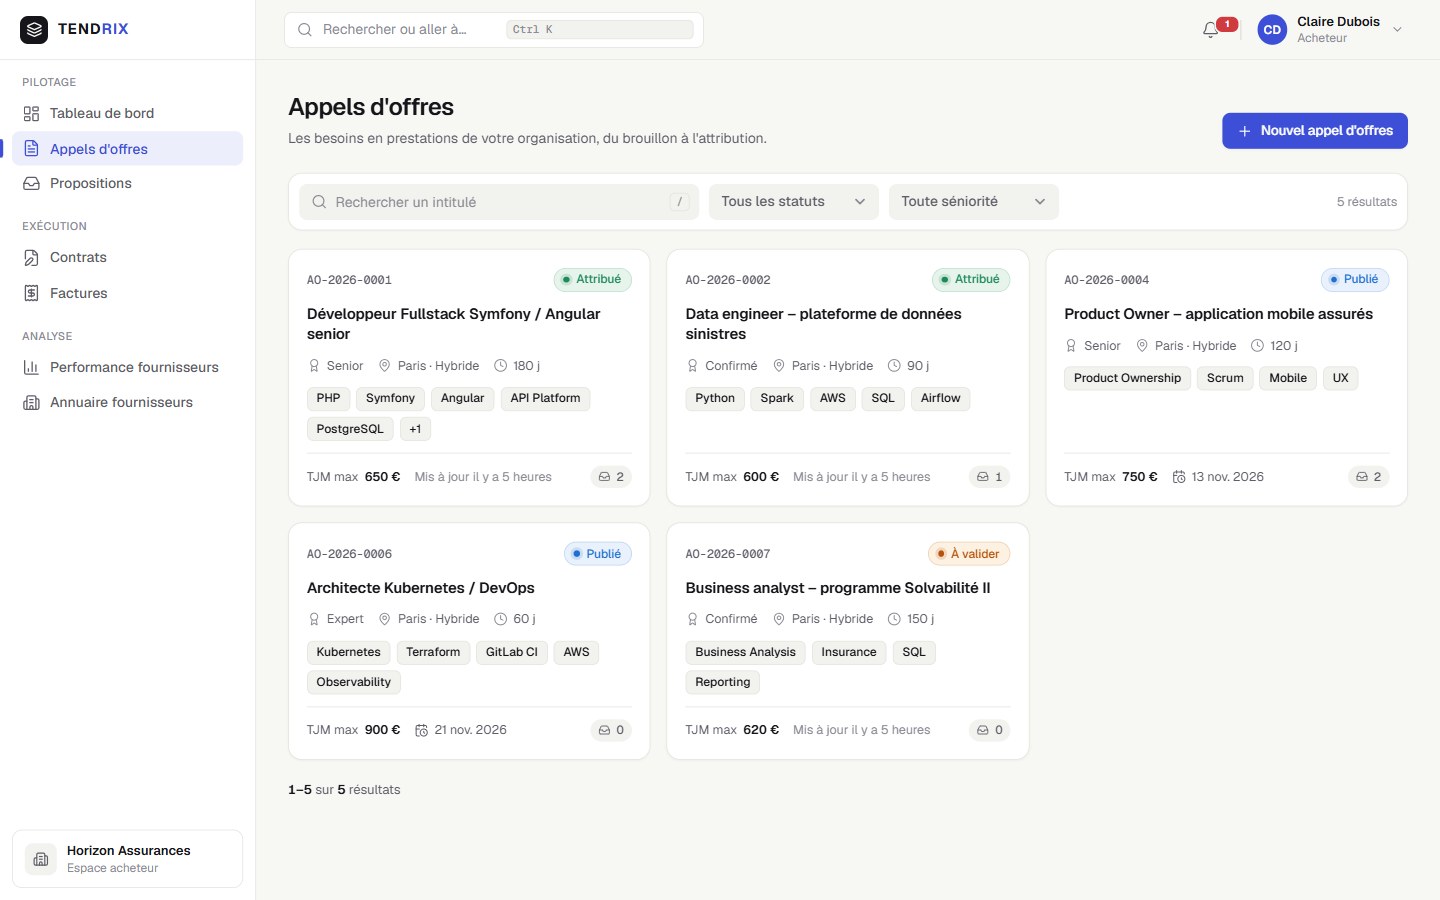 TENDRIX
Rechercher ou aller à...
Ctrl K
1
CD
Claire Dubois
Acheteur
PILOTAGE
Tableau de bord
Appels d'offres
Propositions
EXÉCUTION
Contrats
Factures
ANALYSE
Performance fournisseurs
Annuaire fournisseurs
Horizon Assurances
Espace acheteur
Appels d'offres
Les besoins en prestations de votre organisation, du brouillon à l'attribution.
Nouvel appel d'offres
Rechercher un intitulé
/
Tous les statuts
Toute séniorité
5 résultats
AO-2026-0001
Attribué
Développeur Fullstack Symfony / Angular
senior
Senior Paris · Hybride 180 j
PHP Symfony Angular API Platform
PostgreSQL +1
TJM max 650 € Mis à jour il y a 5 heures 2
AO-2026-0002
Attribué
Data engineer – plateforme de données
sinistres
Confirmé Paris · Hybride 90 j
Python Spark AWS SQL Airflow
TJM max 600 € Mis à jour il y a 5 heures 1
AO-2026-0004
Publié
Product Owner – application mobile assurés
Senior Paris · Hybride 120 j
Product Ownership Scrum Mobile UX
TJM max 750 € 13 nov. 2026 2
AO-2026-0006
Publié
Architecte Kubernetes / DevOps
Expert Paris · Hybride 60 j
Kubernetes Terraform GitLab CI AWS
Observability
TJM max 900 € 21 nov. 2026 0
AO-2026-0007
À valider
Business analyst – programme Solvabilité II
Confirmé Paris · Hybride 150 j
Business Analysis Insurance SQL
Reporting
TJM max 620 € Mis à jour il y a 5 heures 0
1–5 sur 5 résultats